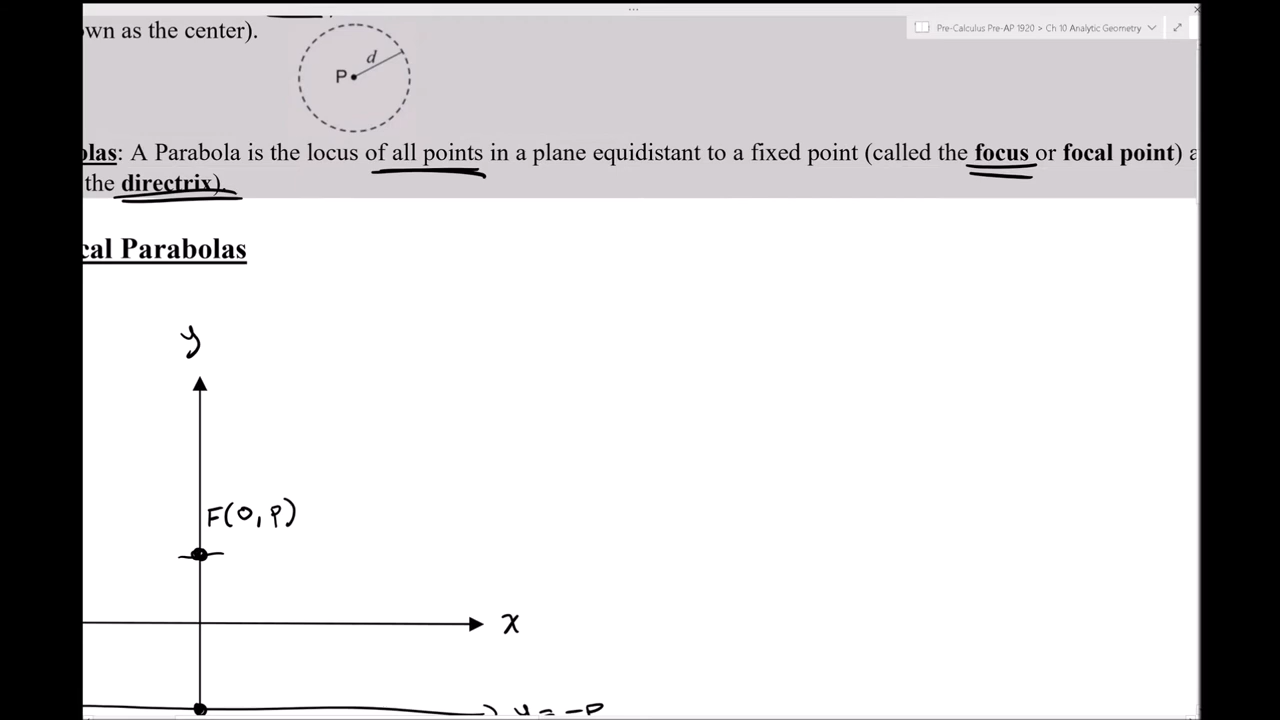 Pre-Calculus Pre-AP 1920 > Ch 10 Analytic Geometry
wn as the center).
d
P
las: A Parabola is the locus of all points in a plane equidistant to a fixed point (called the focus or focal point) a
the directrix).
cal Parabolas
y
F(0, P)
x
y = -P